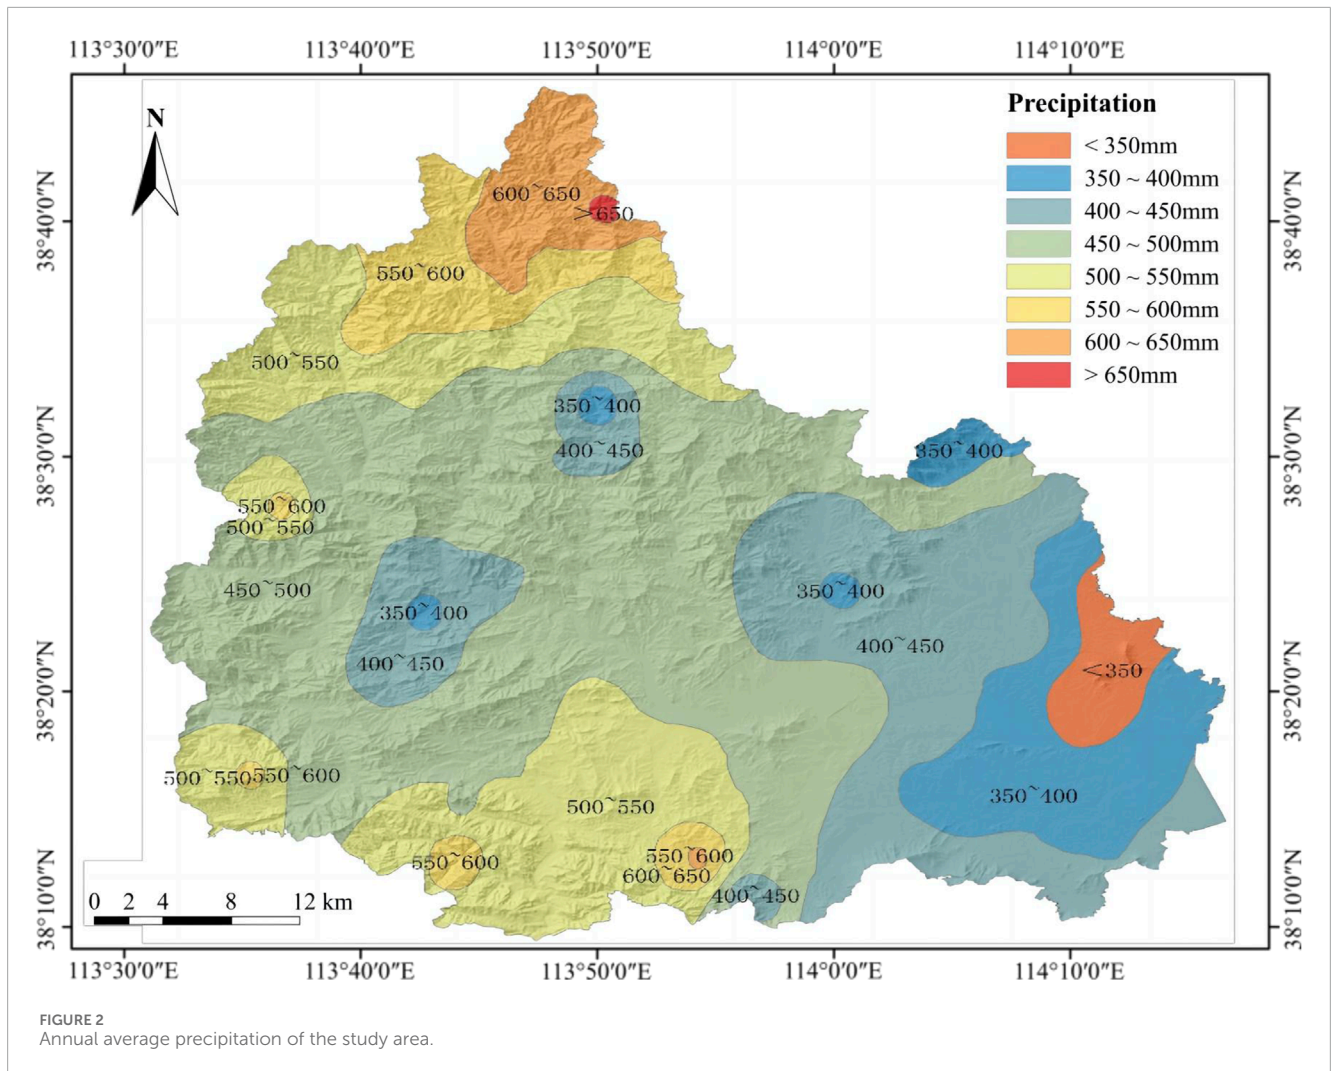 113°30′0″E 113°40′0″E 113°50′0″E 114°0′0″E 114°10′0″E
N
Precipitation
< 350mm
350 ~ 400mm
400 ~ 450mm
450 ~ 500mm
500 ~ 550mm
550 ~ 600mm
600 ~ 650mm
> 650mm
600~650
>650
38°40′0″N 38°40′0″N
550~600
500~550
350~400
400~450
350~400
38°30′0″N 38°30′0″N
550~600
500~550
450~500
350~400
350~400
400~450
400~450
<350
38°20′0″N 38°20′0″N
500~550 550~600
350~400
500~550
550~600
550~600
600~650
400~450
38°10′0″N 38°10′0″N
0 2 4 8 12 km
113°30′0″E 113°40′0″E 113°50′0″E 114°0′0″E 114°10′0″E
FIGURE 2
Annual average precipitation of the study area.